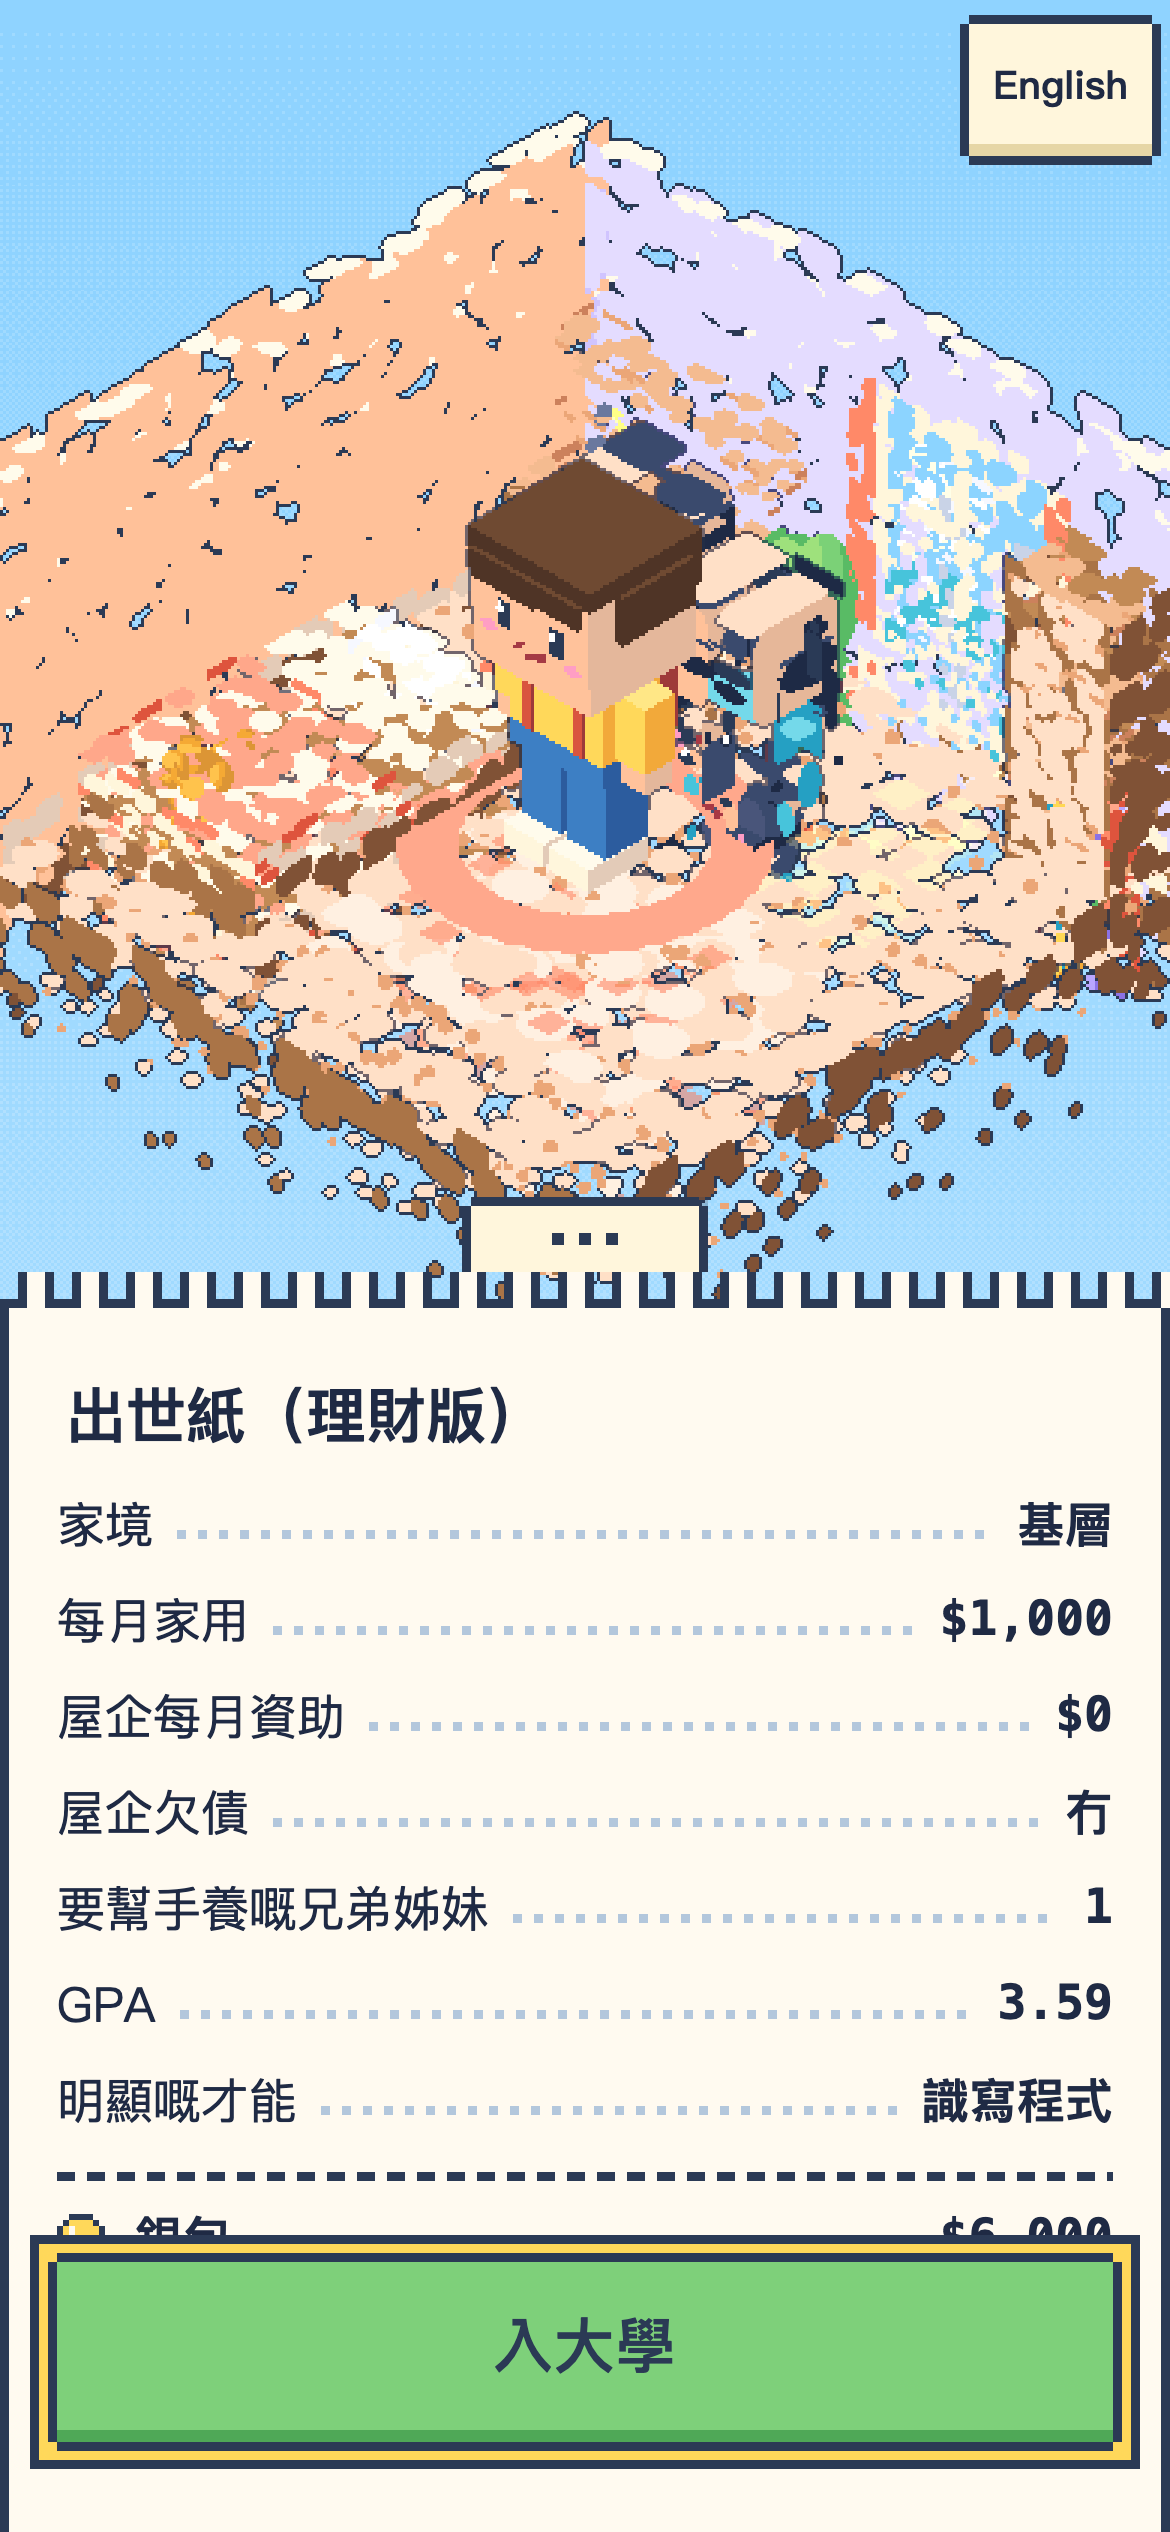 English
出世紙（理財版）
家境 基層
每月家用 $1,000
屋企每月資助 $0
屋企欠債 冇
要幫手養嘅兄弟姊妹 1
GPA 3.59
明顯嘅才能 識寫程式
入大學